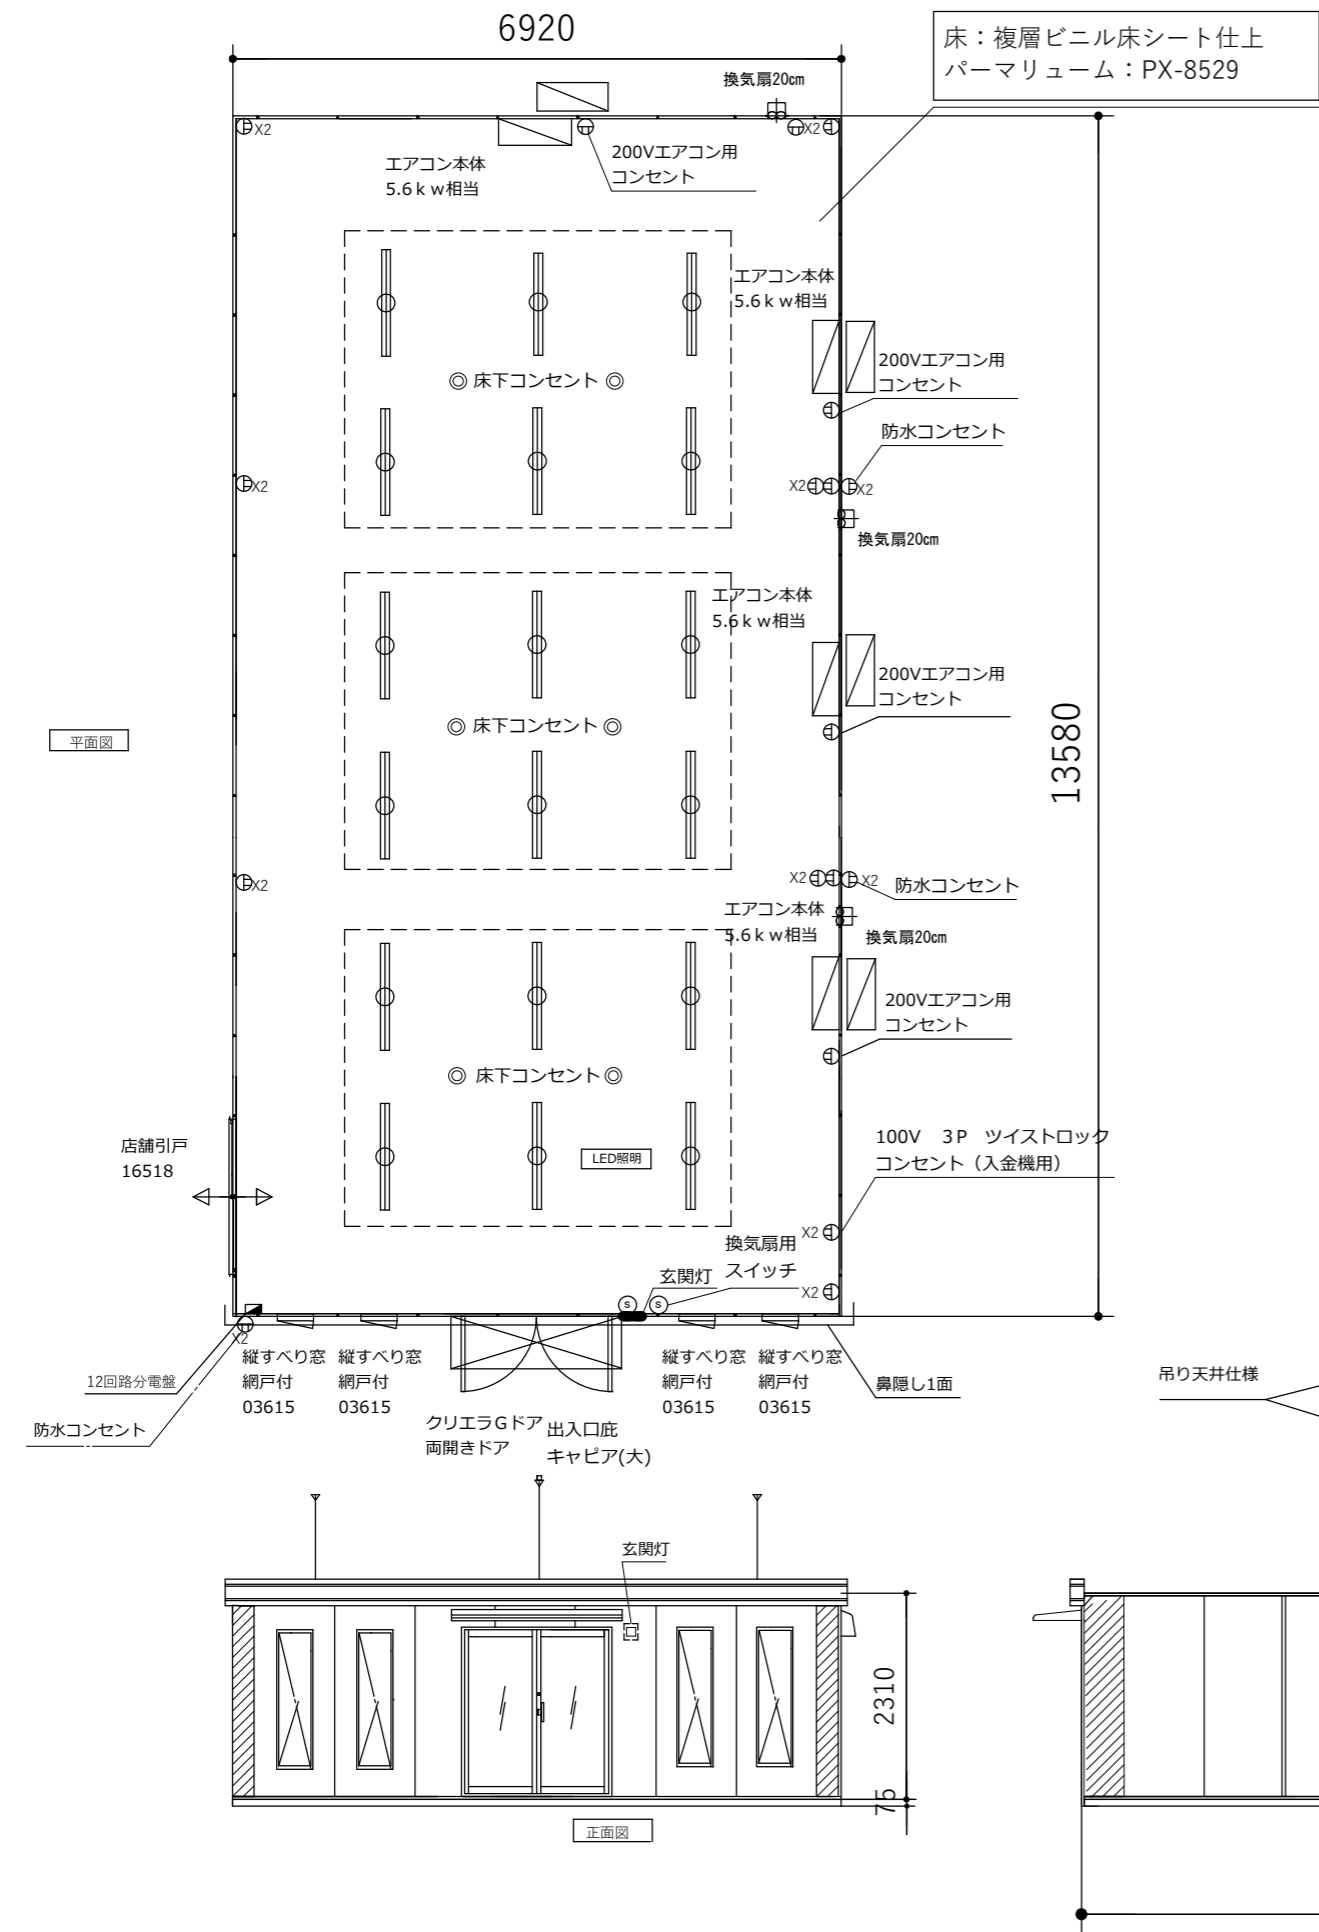 6920
床：複層ビニル床シート仕上
パーマリューム：PX-8529
換気扇20㎝
X2
X2
エアコン本体
5.6ｋｗ相当
200Vエアコン用
コンセント
エアコン本体
5.6ｋｗ相当
200Vエアコン用
コンセント
◎ 床下コンセント ◎
防水コンセント
X2
X2
X2
換気扇20㎝
エアコン本体
5.6ｋｗ相当
200Vエアコン用
コンセント
◎ 床下コンセント ◎
13580
平面図
X2
X2
X2
防水コンセント
エアコン本体
5.6ｋｗ相当
換気扇20㎝
200Vエアコン用
コンセント
◎ 床下コンセント ◎
店舗引戸
16518
LED照明
100V　３P　ツイストロック
コンセント（入金機用）
X2
換気扇用
スイッチ
玄関灯
X2
S
S
X2
12回路分電盤
防水コンセント
縦すべり窓
網戸付
03615
縦すべり窓
網戸付
03615
クリエラＧドア
両開きドア
出入口庇
キャピア(大)
縦すべり窓
網戸付
03615
縦すべり窓
網戸付
03615
鼻隠し1面
吊り天井仕様
玄関灯
2310
75
正面図